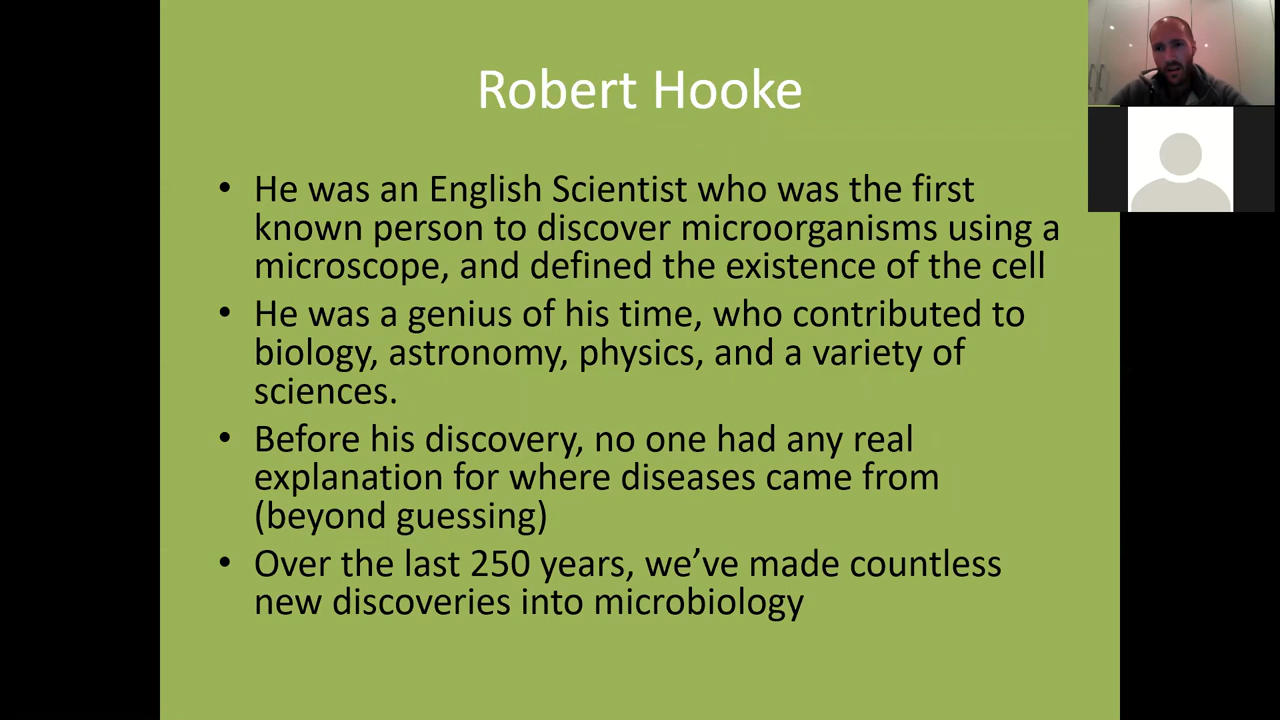 Robert Hooke
• He was an English Scientist who was the first
known person to discover microorganisms using a
microscope, and defined the existence of the cell
• He was a genius of his time, who contributed to
biology, astronomy, physics, and a variety of
sciences.
• Before his discovery, no one had any real
explanation for where diseases came from
(beyond guessing)
• Over the last 250 years, we’ve made countless
new discoveries into microbiology